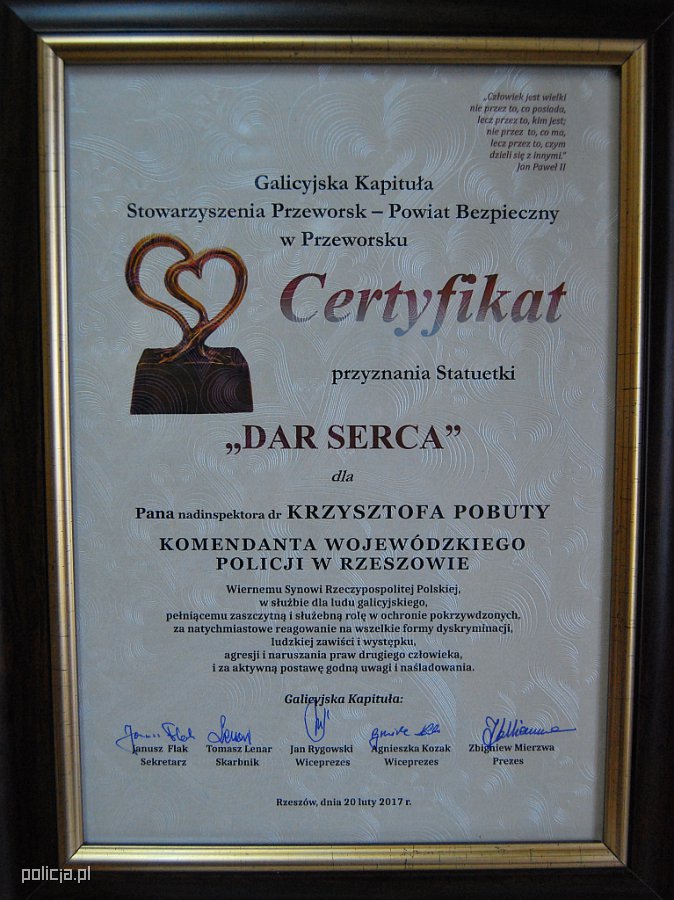 „Człowiek jest wielki
nie przez to, co posiada,
lecz przez to, kim jest;
nie przez to, co ma,
lecz przez to, czym
dzieli się z innymi."
Jan Paweł II
Galicyjska Kapituła
Stowarzyszenia Przeworsk – Powiat Bezpieczny
w Przeworsku
Certyfikat
przyznania Statuetki
„DAR SERCA”
dla
Pana nadinspektora dr KRZYSZTOFA POBUTY
KOMENDANTA WOJEWÓDZKIEGO
POLICJI W RZESZOWIE
Wiernemu Synowi Rzeczypospolitej Polskiej,
w służbie dla ludu galicyjskiego,
pełniącemu zaszczytną i służebną rolę w ochronie pokrzywdzonych,
za natychmiastowe reagowanie na wszelkie formy dyskryminacji,
ludzkiej zawiści i występku,
agresji i naruszania praw drugiego człowieka,
i za aktywną postawę godną uwagi i naśladowania.
Galicyjska Kapituła:
Janusz Flak Tomasz Lenar Jan Rygowski Agnieszka Kozak Zbigniew Mierzwa
Sekretarz Skarbnik Wiceprezes Wiceprezes Prezes
Rzeszów, dnia 20 luty 2017 r.
policja.pl